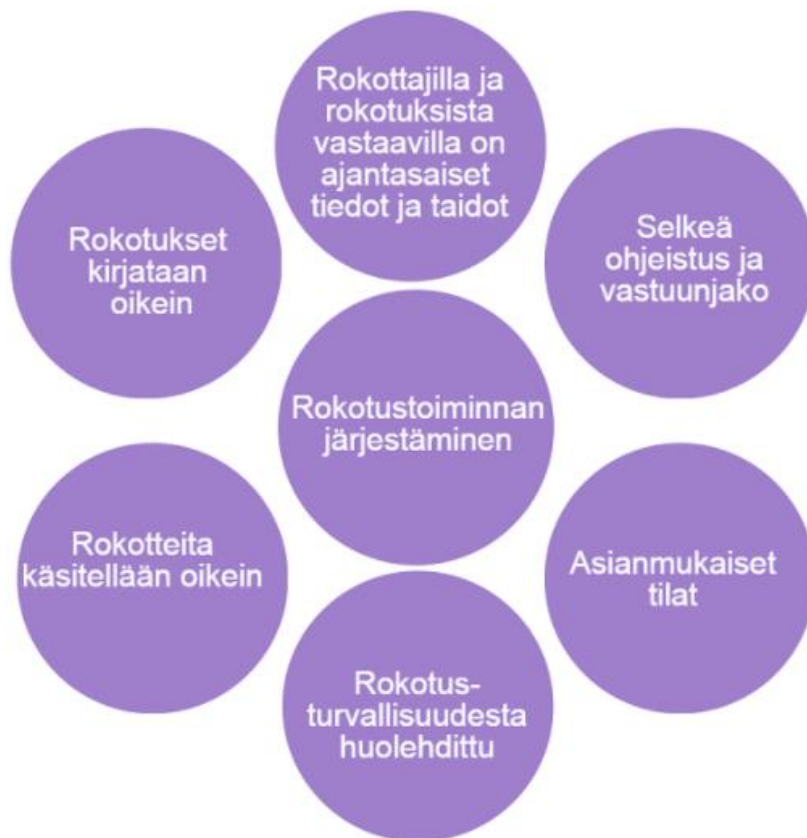 Rokottajilla ja
rokotuksista
vastaavilla on
ajantasaiset
tiedot ja taidot
Rokotukset
kirjataan
oikein
Selkeä
ohjeistus ja
vastuunjako
Rokotustoiminnan
järjestäminen
Rokotteita
käsitellään oikein
Asianmukaiset
tilat
Rokotus-
turvallisuudesta
huolehdittu